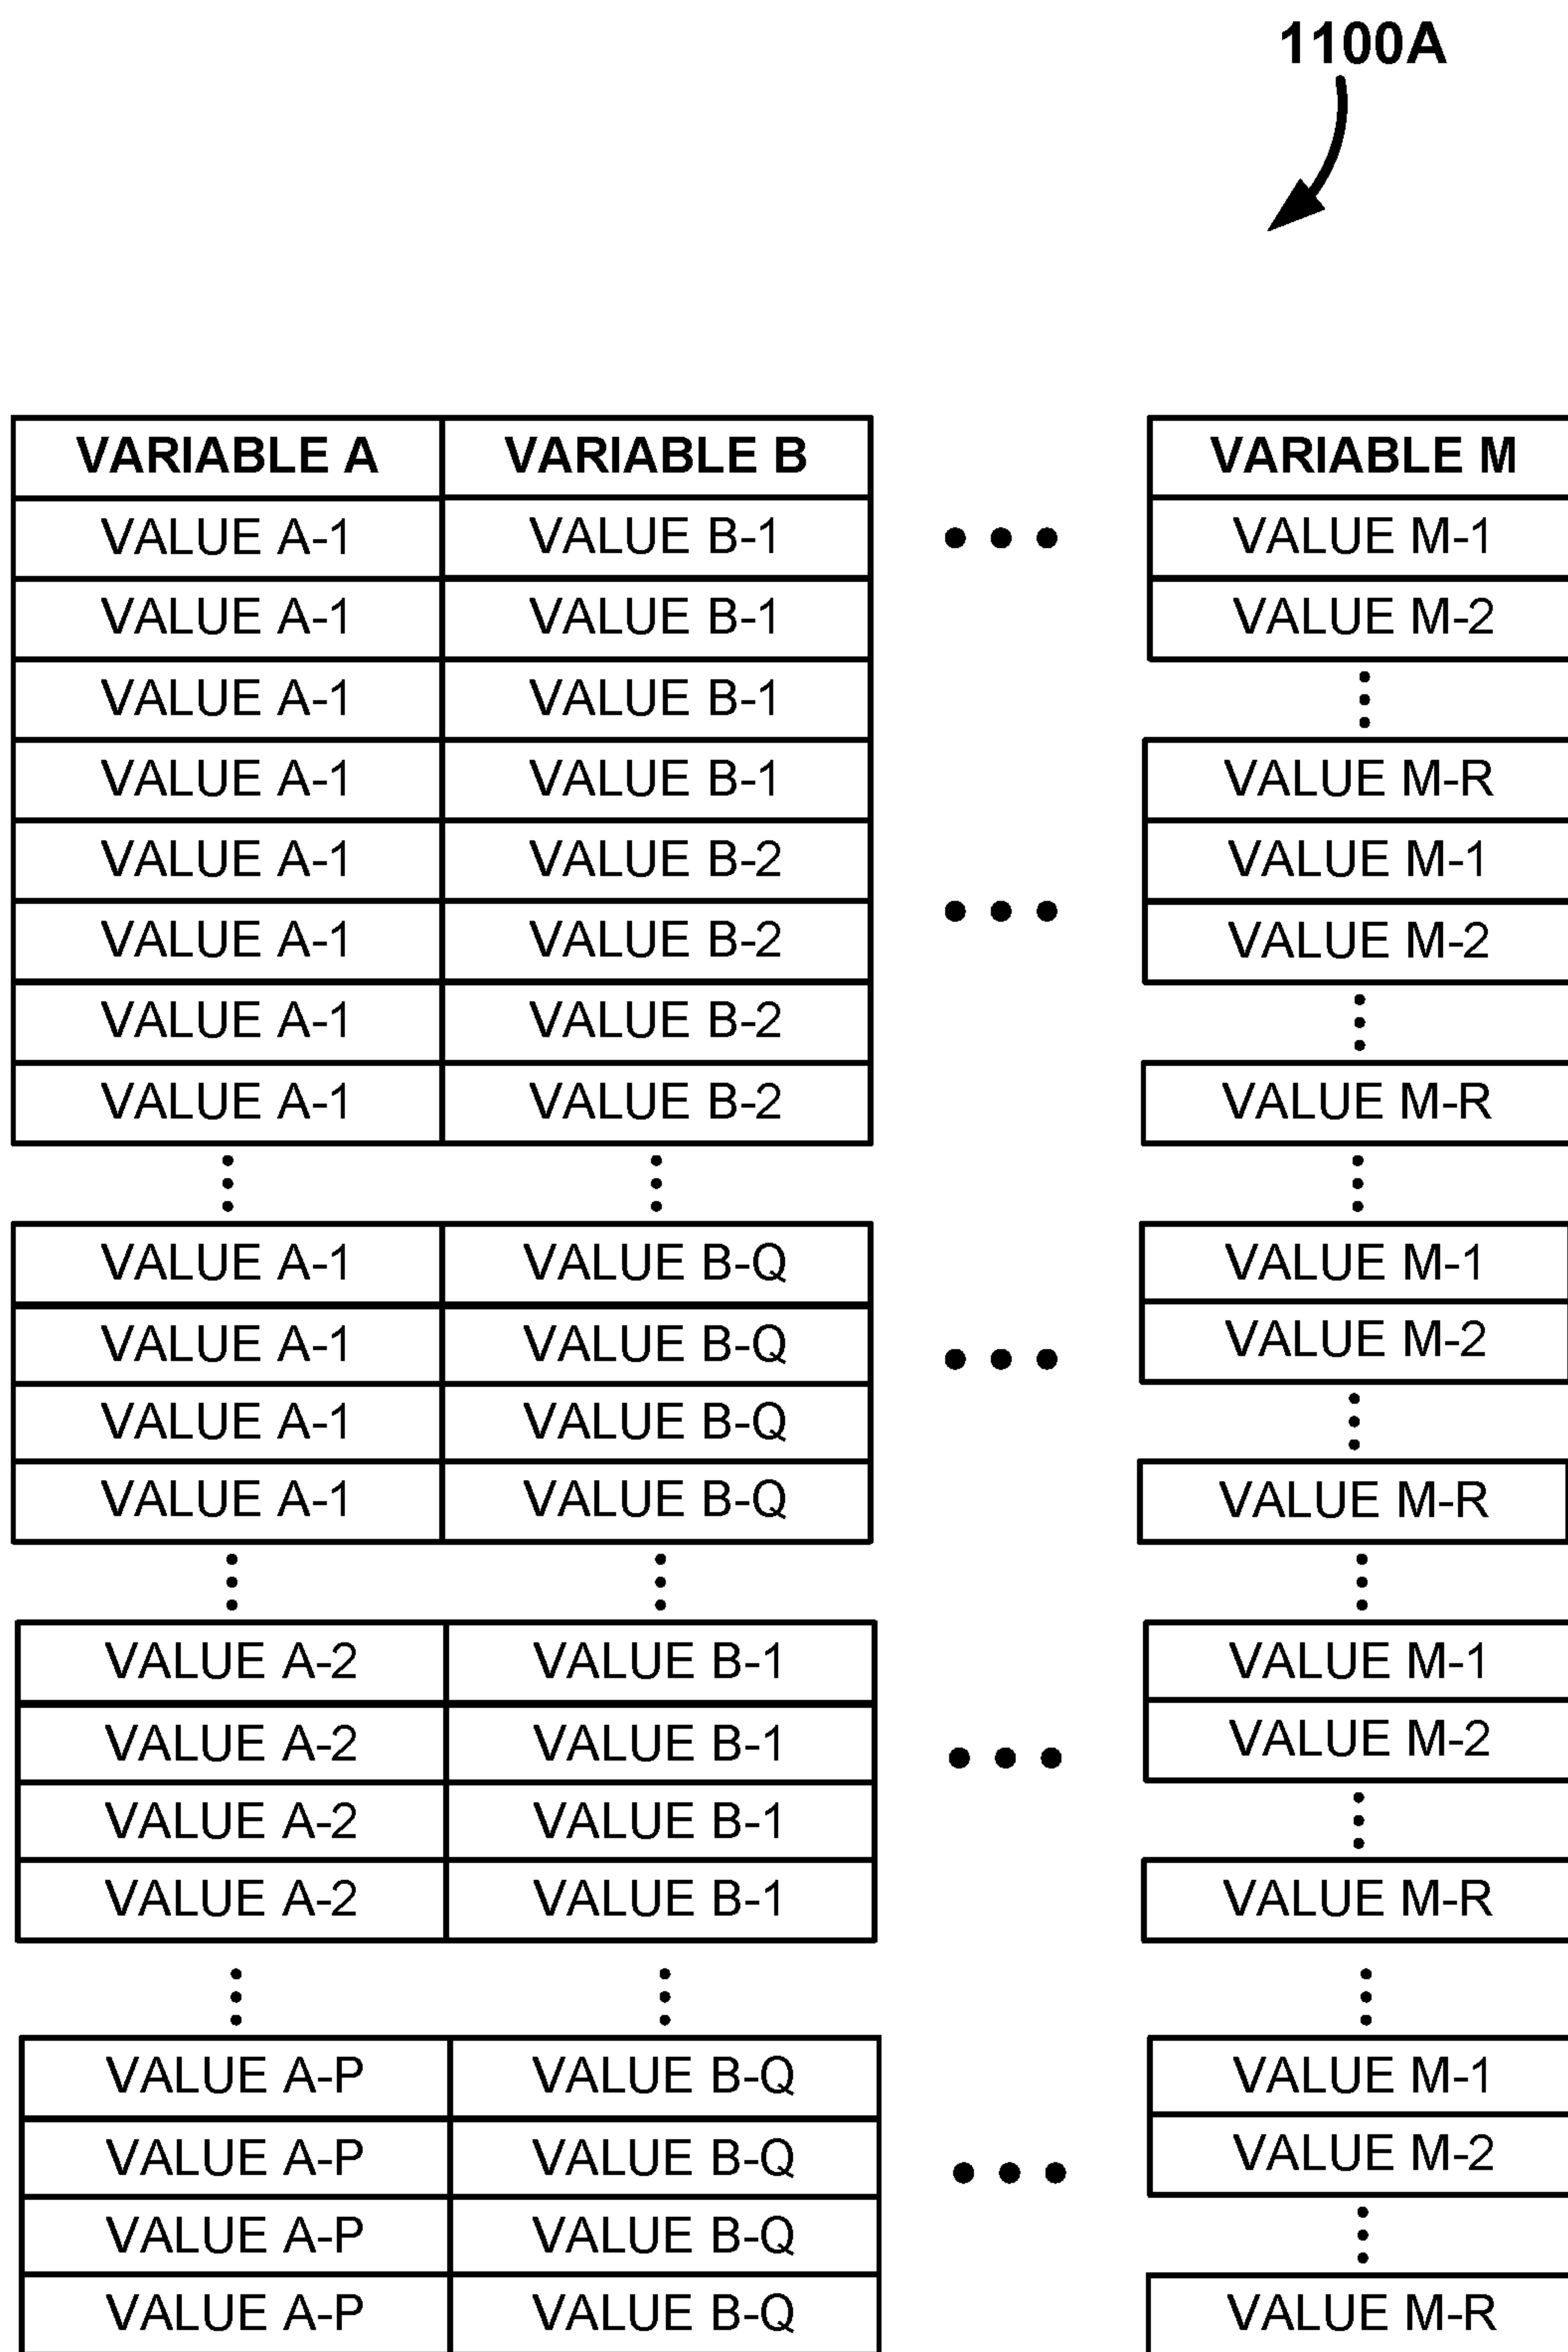 1100A
VARIABLE A VARIABLE B VARIABLE M
VALUE A-1 VALUE B-1 VALUE M-1
VALUE A-1 VALUE B-1 VALUE M-2
VALUE A-1 VALUE B-1
VALUE A-1 VALUE B-1 VALUE M-R
VALUE A-1 VALUE B-2 VALUE M-1
VALUE A-1 VALUE B-2 VALUE M-2
VALUE A-1 VALUE B-2
VALUE A-1 VALUE B-2 VALUE M-R
VALUE A-1 VALUE B-Q VALUE M-1
VALUE A-1 VALUE B-Q VALUE M-2
VALUE A-1 VALUE B-Q
VALUE A-1 VALUE B-Q VALUE M-R
VALUE A-2 VALUE B-1 VALUE M-1
VALUE A-2 VALUE B-1 VALUE M-2
VALUE A-2 VALUE B-1
VALUE A-2 VALUE B-1 VALUE M-R
VALUE A-P VALUE B-Q VALUE M-1
VALUE A-P VALUE B-Q VALUE M-2
VALUE A-P VALUE B-Q
VALUE A-P VALUE B-Q VALUE M-R